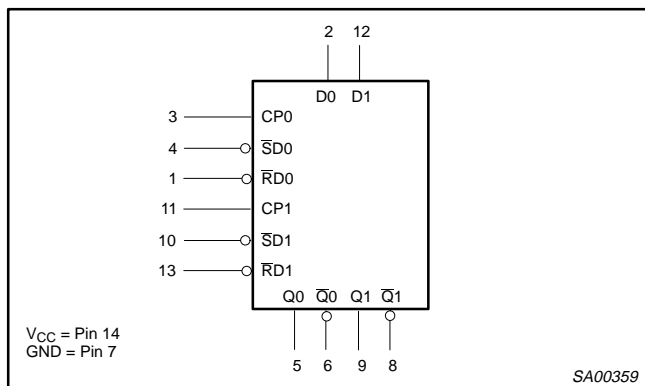 2 12
D0 D1
3 CP0
4 S̅D0
1 R̅D0
11 CP1
10 S̅D1
13 R̅D1
Q0 Q̅0 Q1 Q̅1
5 6 9 8
VCC = Pin 14
GND = Pin 7
SA00359